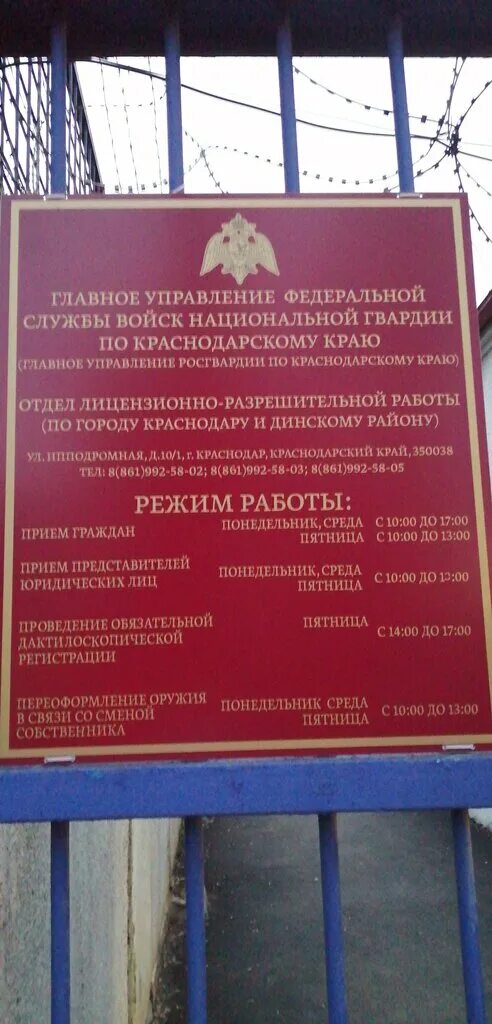 ГЛАВНОЕ УПРАВЛЕНИЕ ФЕДЕРАЛЬНОЙ
СЛУЖБЫ ВОЙСК НАЦИОНАЛЬНОЙ ГВАРДИИ
ПО КРАСНОДАРСКОМУ КРАЮ
(ГЛАВНОЕ УПРАВЛЕНИЕ РОСГВАРДИИ ПО КРАСНОДАРСКОМУ КРАЮ)
ОТДЕЛ ЛИЦЕНЗИОННО-РАЗРЕШИТЕЛЬНОЙ РАБОТЫ
(ПО ГОРОДУ КРАСНОДАРУ И ДИНСКОМУ РАЙОНУ)
УЛ. ИППОДРОМНАЯ, Д.10/1, г. КРАСНОДАР, КРАСНОДАРСКИЙ КРАЙ, 350038
ТЕЛ: 8(861)992-58-02; 8(861)992-58-03; 8(861)992-58-05
РЕЖИМ РАБОТЫ:
ПРИЕМ ГРАЖДАН ПОНЕДЕЛЬНИК, СРЕДА С 10:00 ДО 17:00
ПЯТНИЦА С 10:00 ДО 13:00
ПРИЕМ ПРЕДСТАВИТЕЛЕЙ
ЮРИДИЧЕСКИХ ЛИЦ
ПОНЕДЕЛЬНИК, СРЕДА
ПЯТНИЦА
С 10:00 ДО
ПРОВЕДЕНИЕ ОБЯЗАТЕЛЬНОЙ
ДАКТИЛОСКОПИЧЕСКОЙ
РЕГИСТРАЦИИ
ПЯТНИЦА
С 14:00 ДО 17:00
ПЕРЕОФОРМЛЕНИЕ ОРУЖИЯ
В СВЯЗИ СО СМЕНОЙ
СОБСТВЕННИКА
ПОНЕДЕЛЬНИК СРЕДА
ПЯТНИЦА
С 10:00 ДО 13:00